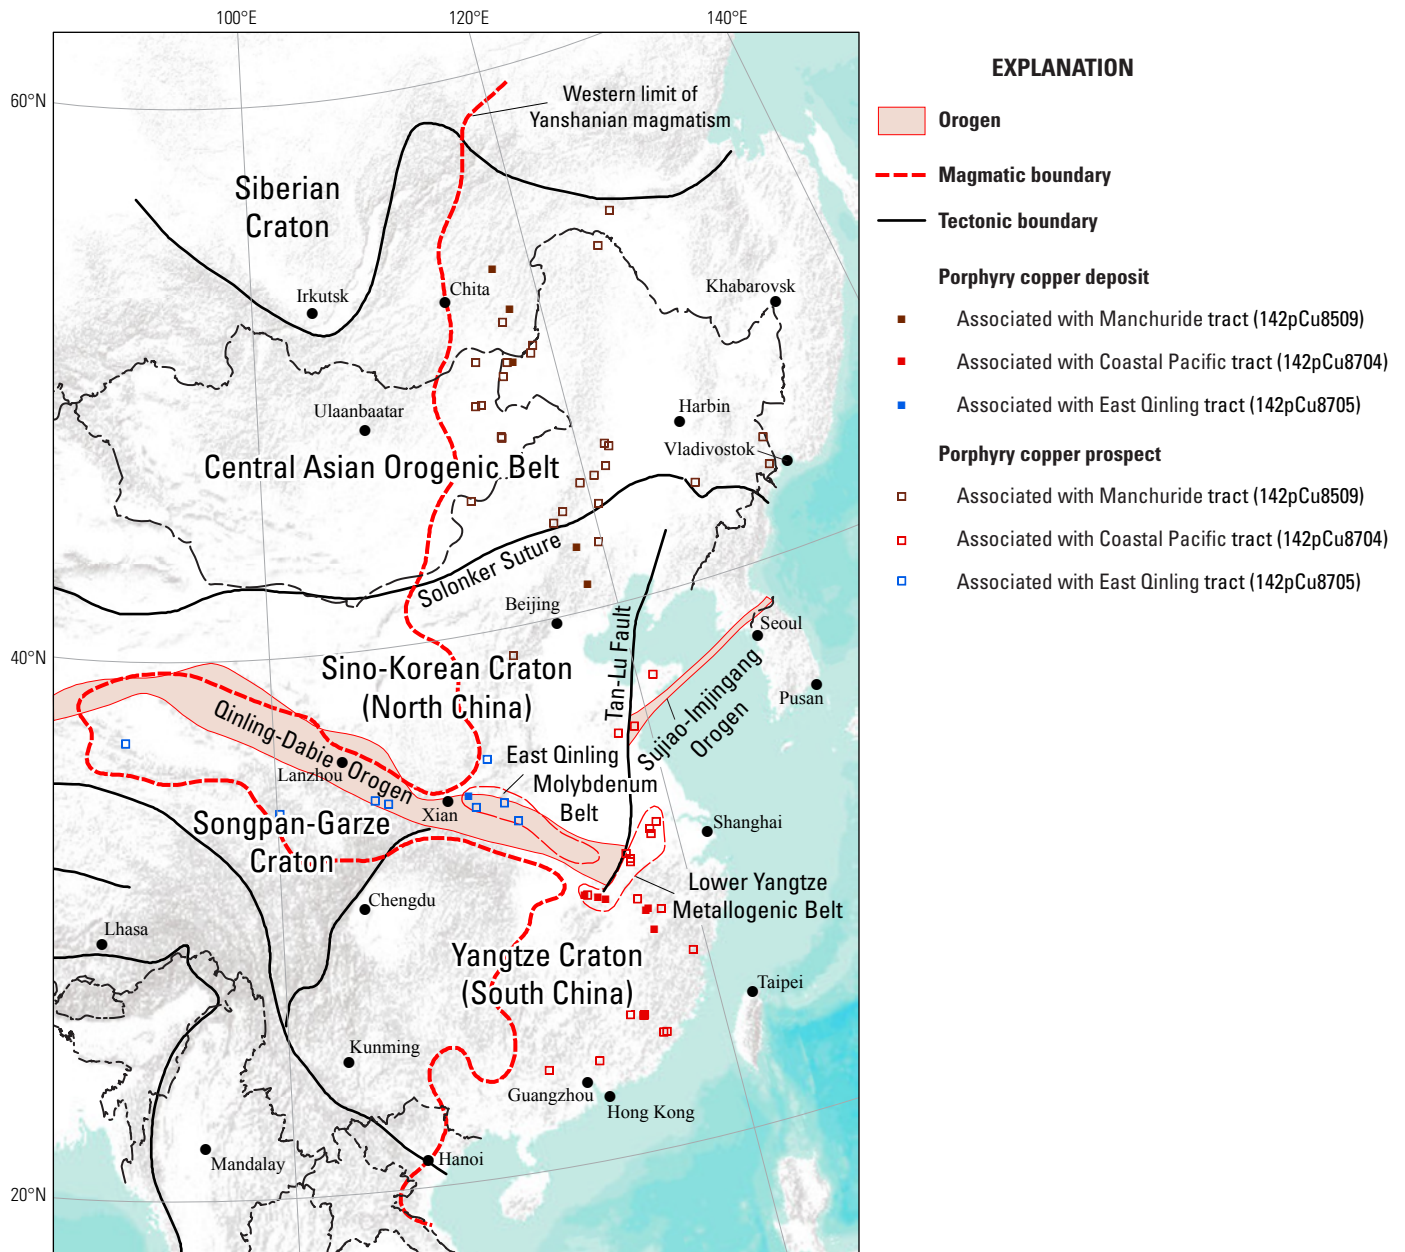 100°E
120°E
140°E
60°N
40°N
20°N
Western limit of
Yanshanian magmatism
Siberian
Craton
Irkutsk
Chita
Khabarovsk
Ulaanbaatar
Harbin
Vladivostok
Central Asian Orogenic Belt
Solonker Suture
Beijing
Tan-Lu Fault
Seoul
Sino-Korean Craton
(North China)
Pusan
Sujiao-Imjingang
Orogen
Qinling-Dabie Orogen
Lanzhou
East Qinling
Molybdenum
Belt
Xian
Songpan-Garze
Craton
Shanghai
Chengdu
Lower Yangtze
Metallogenic Belt
Lhasa
Yangtze Craton
(South China)
Taipei
Kunming
Guangzhou
Hong Kong
Mandalay
Hanoi
EXPLANATION
Orogen
Magmatic boundary
Tectonic boundary
Porphyry copper deposit
Associated with Manchuride tract (142pCu8509)
Associated with Coastal Pacific tract (142pCu8704)
Associated with East Qinling tract (142pCu8705)
Porphyry copper prospect
Associated with Manchuride tract (142pCu8509)
Associated with Coastal Pacific tract (142pCu8704)
Associated with East Qinling tract (142pCu8705)